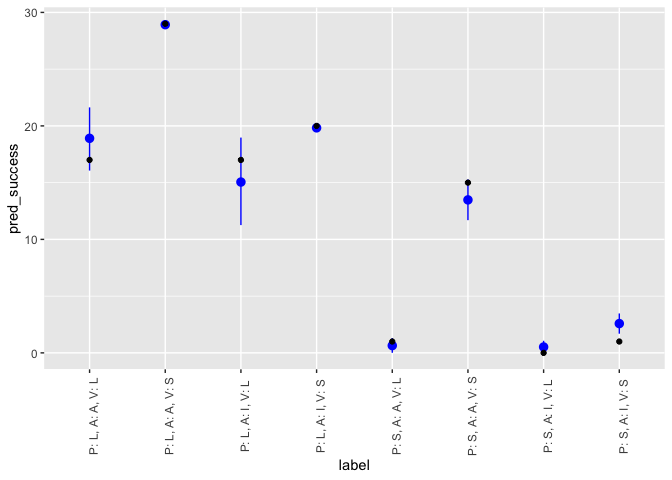 30
20
10
0
pred_success
P: L, A: A, V: L
P: L, A: A, V: S
P: L, A: I, V: L
P: L, A: I, V: S
P: S, A: A, V: L
P: S, A: A, V: S
P: S, A: I, V: L
P: S, A: I, V: S
label